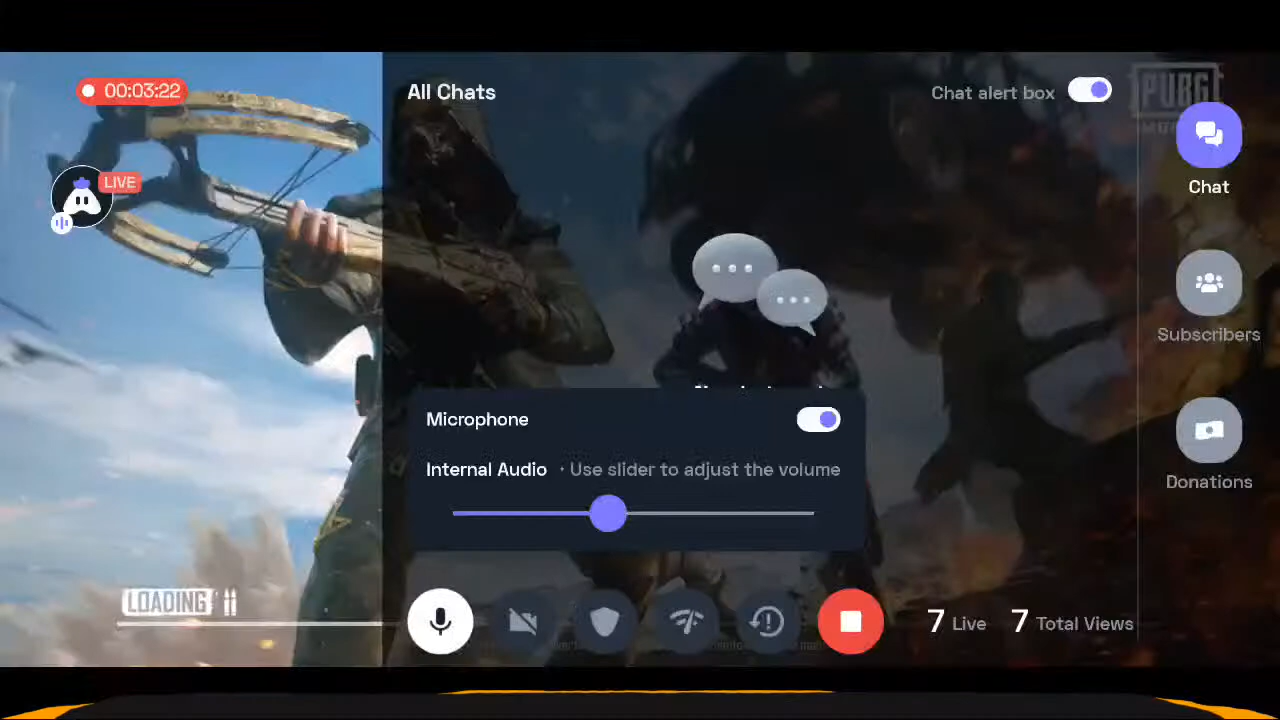 00:03:22
All Chats
Chat alert box
PUBG
LIVE
Chat
Subscribers
Microphone
Internal Audio · Use slider to adjust the volume
Donations
LOADING
7 Live 7 Total Views